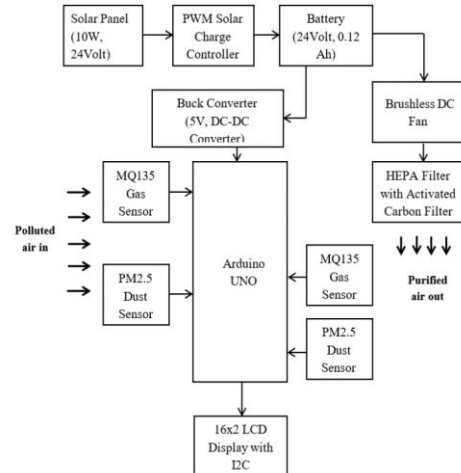 Solar Panel
(10W,
24Volt)
PWM Solar
Charge
Controller
Battery
(24Volt, 0.12
Ah)
Buck Converter
(5V, DC-DC
Converter)
Brushless DC
Fan
MQ135
Gas
Sensor
HEPA Filter
with Activated
Carbon Filter
Polluted
air in
Arduino
UNO
MQ135
Gas
Sensor
Purified
air out
PM2.5
Dust
Sensor
PM2.5
Dust
Sensor
16x2 LCD
Display with
I2C